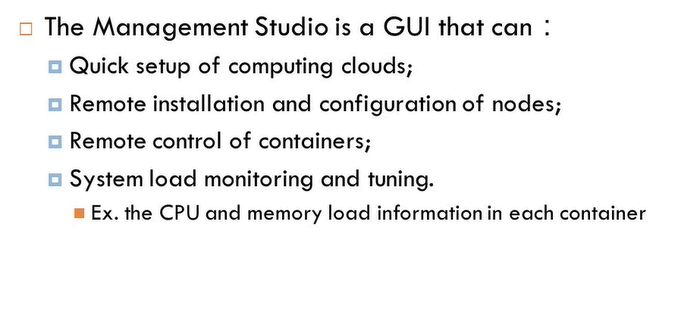 The Management Studio is a GUI that can：
Quick setup of computing clouds;
Remote installation and configuration of nodes;
Remote control of containers;
System load monitoring and tuning.
Ex. the CPU and memory load information in each container